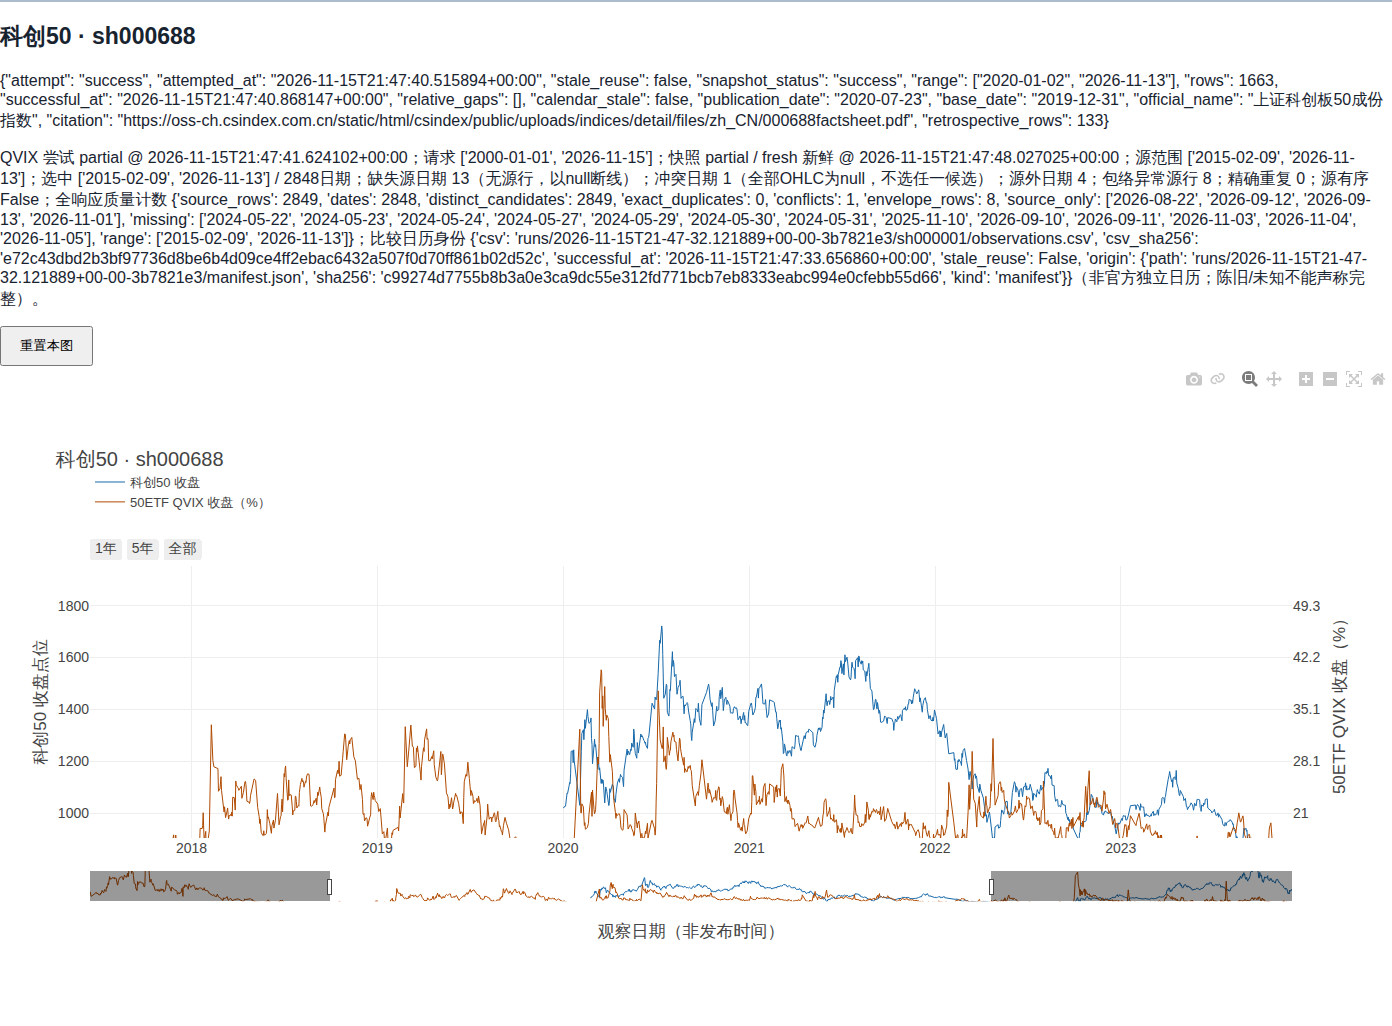 科创50 · sh000688
{"attempt": "success", "attempted_at": "2026-11-15T21:47:40.515894+00:00", "stale_reuse": false, "snapshot_status": "success", "range": ["2020-01-02", "2026-11-13"], "rows": 1663,
"successful_at": "2026-11-15T21:47:40.868147+00:00", "relative_gaps": [], "calendar_stale": false, "publication_date": "2020-07-23", "base_date": "2019-12-31", "official_name": "上证科创板50成份
指数", "citation": "https://oss-ch.csindex.com.cn/static/html/csindex/public/uploads/indices/detail/files/zh_CN/000688factsheet.pdf", "retrospective_rows": 133}
QVIX 尝试 partial @ 2026-11-15T21:47:41.624102+00:00；请求 ['2000-01-01', '2026-11-15']；快照 partial / fresh 新鲜 @ 2026-11-15T21:47:48.027025+00:00；源范围 ['2015-02-09', '2026-11-
13']；选中 ['2015-02-09', '2026-11-13'] / 2848日期；缺失源日期 13（无源行，以null断线）；冲突日期 1（全部OHLC为null，不选任一候选）；源外日期 4；包络异常源行 8；精确重复 0；源有序
False；全响应质量计数 {'source_rows': 2849, 'dates': 2848, 'distinct_candidates': 2849, 'exact_duplicates': 0, 'conflicts': 1, 'envelope_rows': 8, 'source_only': ['2026-08-22', '2026-09-12', '2026-09-
13', '2026-11-01'], 'missing': ['2024-05-22', '2024-05-23', '2024-05-24', '2024-05-27', '2024-05-29', '2024-05-30', '2024-05-31', '2025-11-10', '2026-09-10', '2026-09-11', '2026-11-03', '2026-11-04',
'2026-11-05'], 'range': ['2015-02-09', '2026-11-13']}；比较日历身份 {'csv': 'runs/2026-11-15T21-47-32.121889+00-00-3b7821e3/sh000001/observations.csv', 'csv_sha256':
'e72c43dbd2b3bf97736d8be6b4d09ce4ff2ebac6432a507f0d70ff861b02d52c', 'successful_at': '2026-11-15T21:47:33.656860+00:00', 'stale_reuse': False, 'origin': {'path': 'runs/2026-11-15T21-47-
32.121889+00-00-3b7821e3/manifest.json', 'sha256': 'c99274d7755b8b3a0e3ca9dc55e312fd771bcb7eb8333eabc994e0cfebb55d66', 'kind': 'manifest'}}（非官方独立日历；陈旧/未知不能声称完
整）。
重置本图
科创50 · sh000688
科创50 收盘
50ETF QVIX 收盘（%）
1年 5年 全部
科创50 收盘点位
1800
1600
1400
1200
1000
49.3
42.2
35.1
28.1
21
50ETF QVIX 收盘（%）
2018 2019 2020 2021 2022 2023
观察日期（非发布时间）